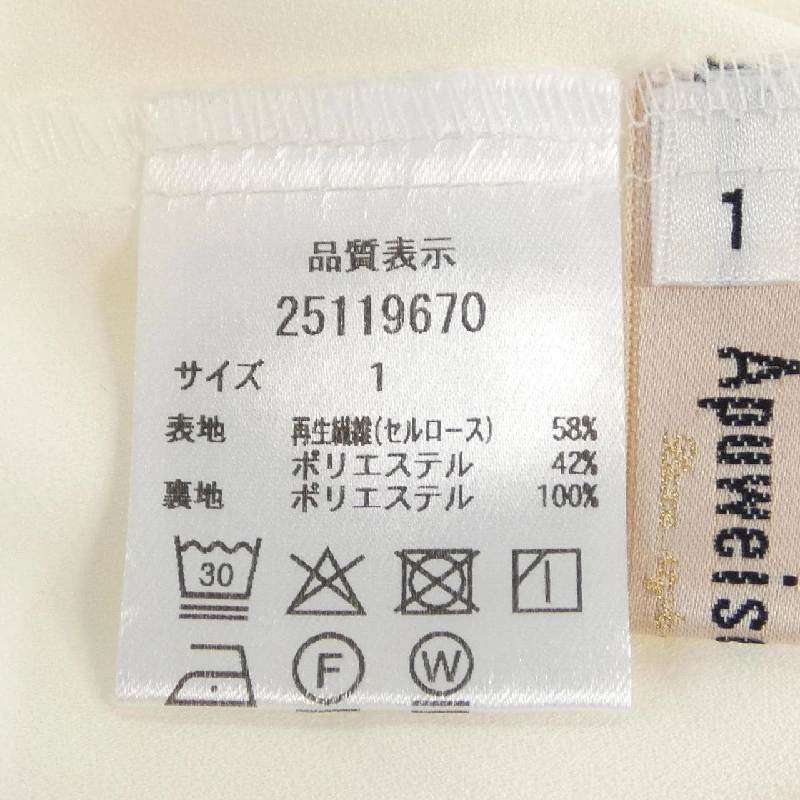 品質表示
25119670
サイズ 1
表地 再生繊維(セルロース) 58%
ポリエステル 42%
裏地 ポリエステル 100%
30
F W
1
Apuweis